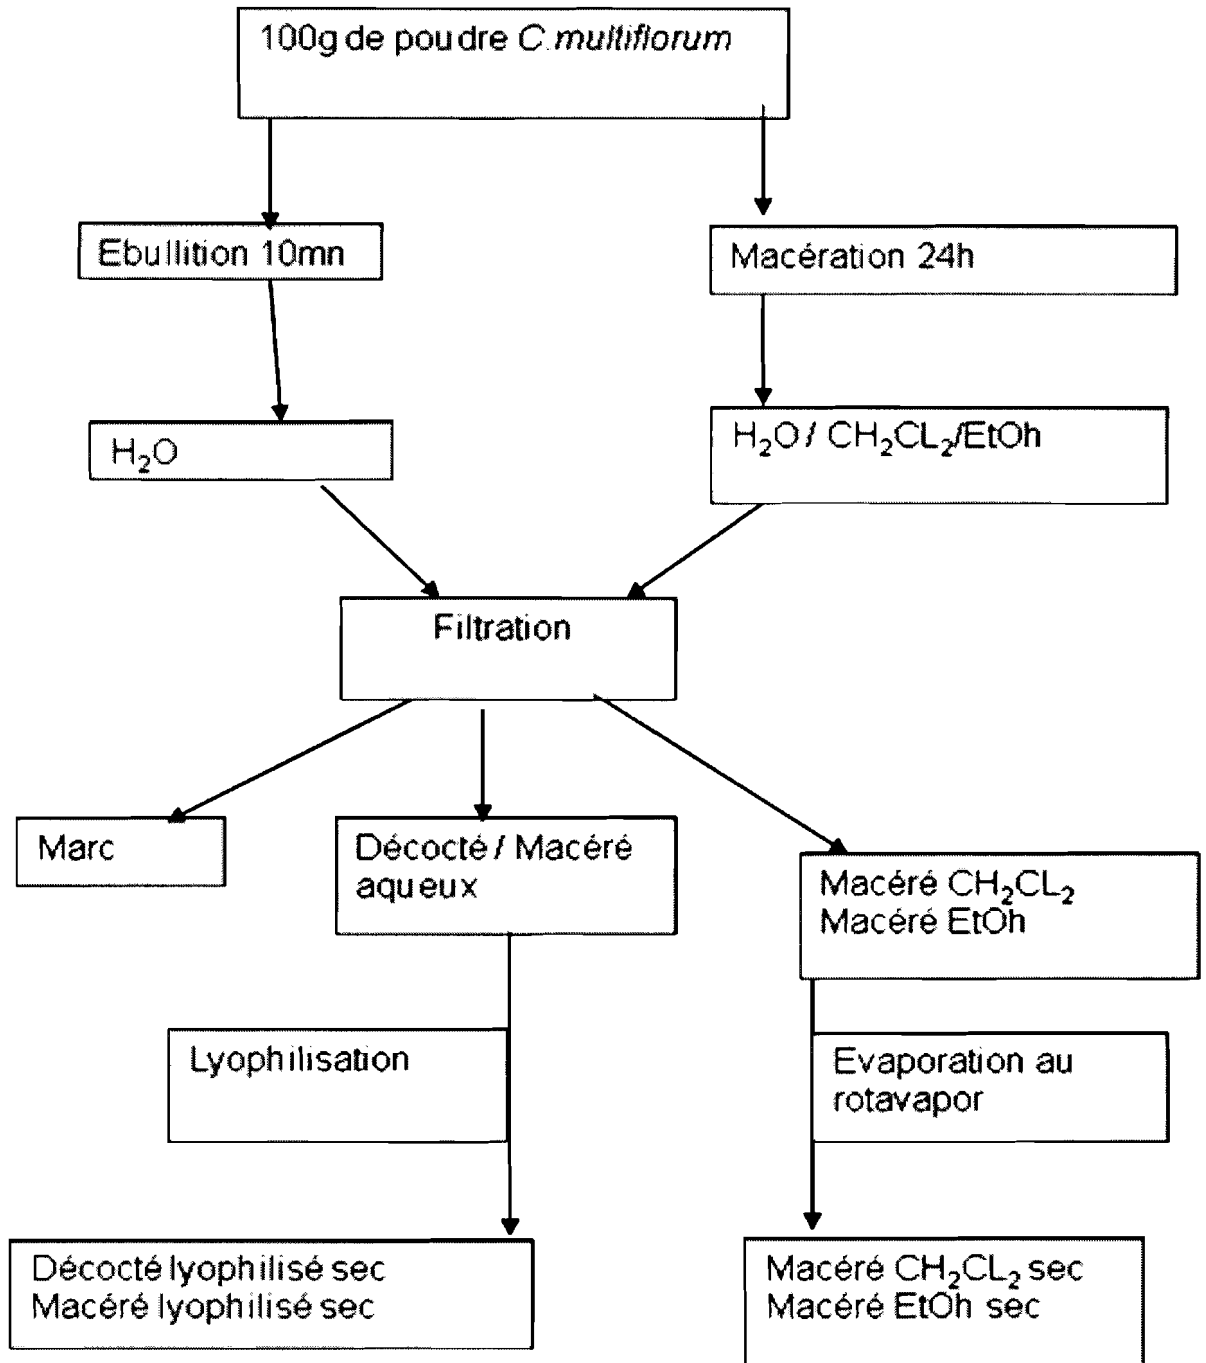 100g de poudre C.multiflorum
Ebullition 10mn
Macération 24h
H₂O
H₂O / CH₂CL₂/EtOh
Filtration
Marc
Décocté / Macéré
aqueux
Macéré CH₂CL₂
Macéré EtOh
Lyophilisation
Evaporation au
rotavapor
Décocté lyophilisé sec
Macéré lyophilisé sec
Macéré CH₂CL₂ sec
Macéré EtOh sec